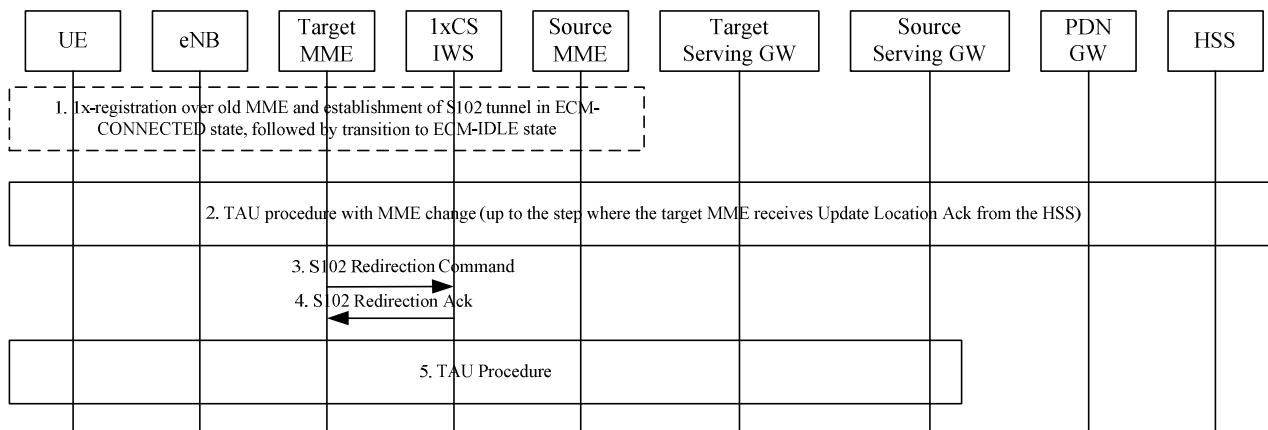 UE
eNB
Target
MME
1xCS
IWS
Source
MME
Target
Serving GW
Source
Serving GW
PDN
GW
HSS
1. 1x-registration over old MME and establishment of S102 tunnel in ECM-
CONNECTED state, followed by transition to ECM-IDLE state
2. TAU procedure with MME change (up to the step where the target MME receives Update Location Ack from the HSS)
3. S102 Redirection Command
4. S102 Redirection Ack
5. TAU Procedure